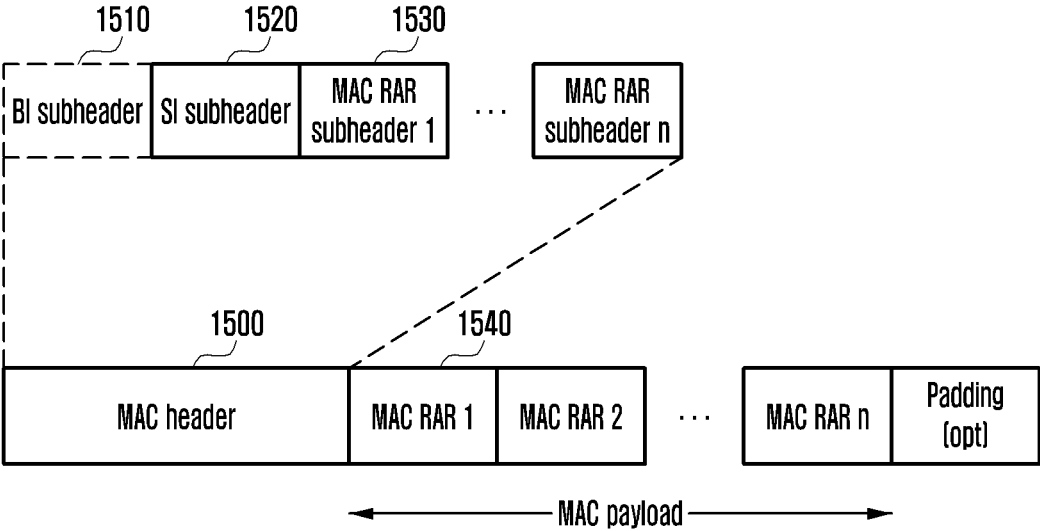 1510
1520
1530
BI subheader
SI subheader
MAC RAR
subheader 1
...
MAC RAR
subheader n
1500
1540
MAC header
MAC RAR 1
MAC RAR 2
...
MAC RAR n
Padding
(opt)
MAC payload